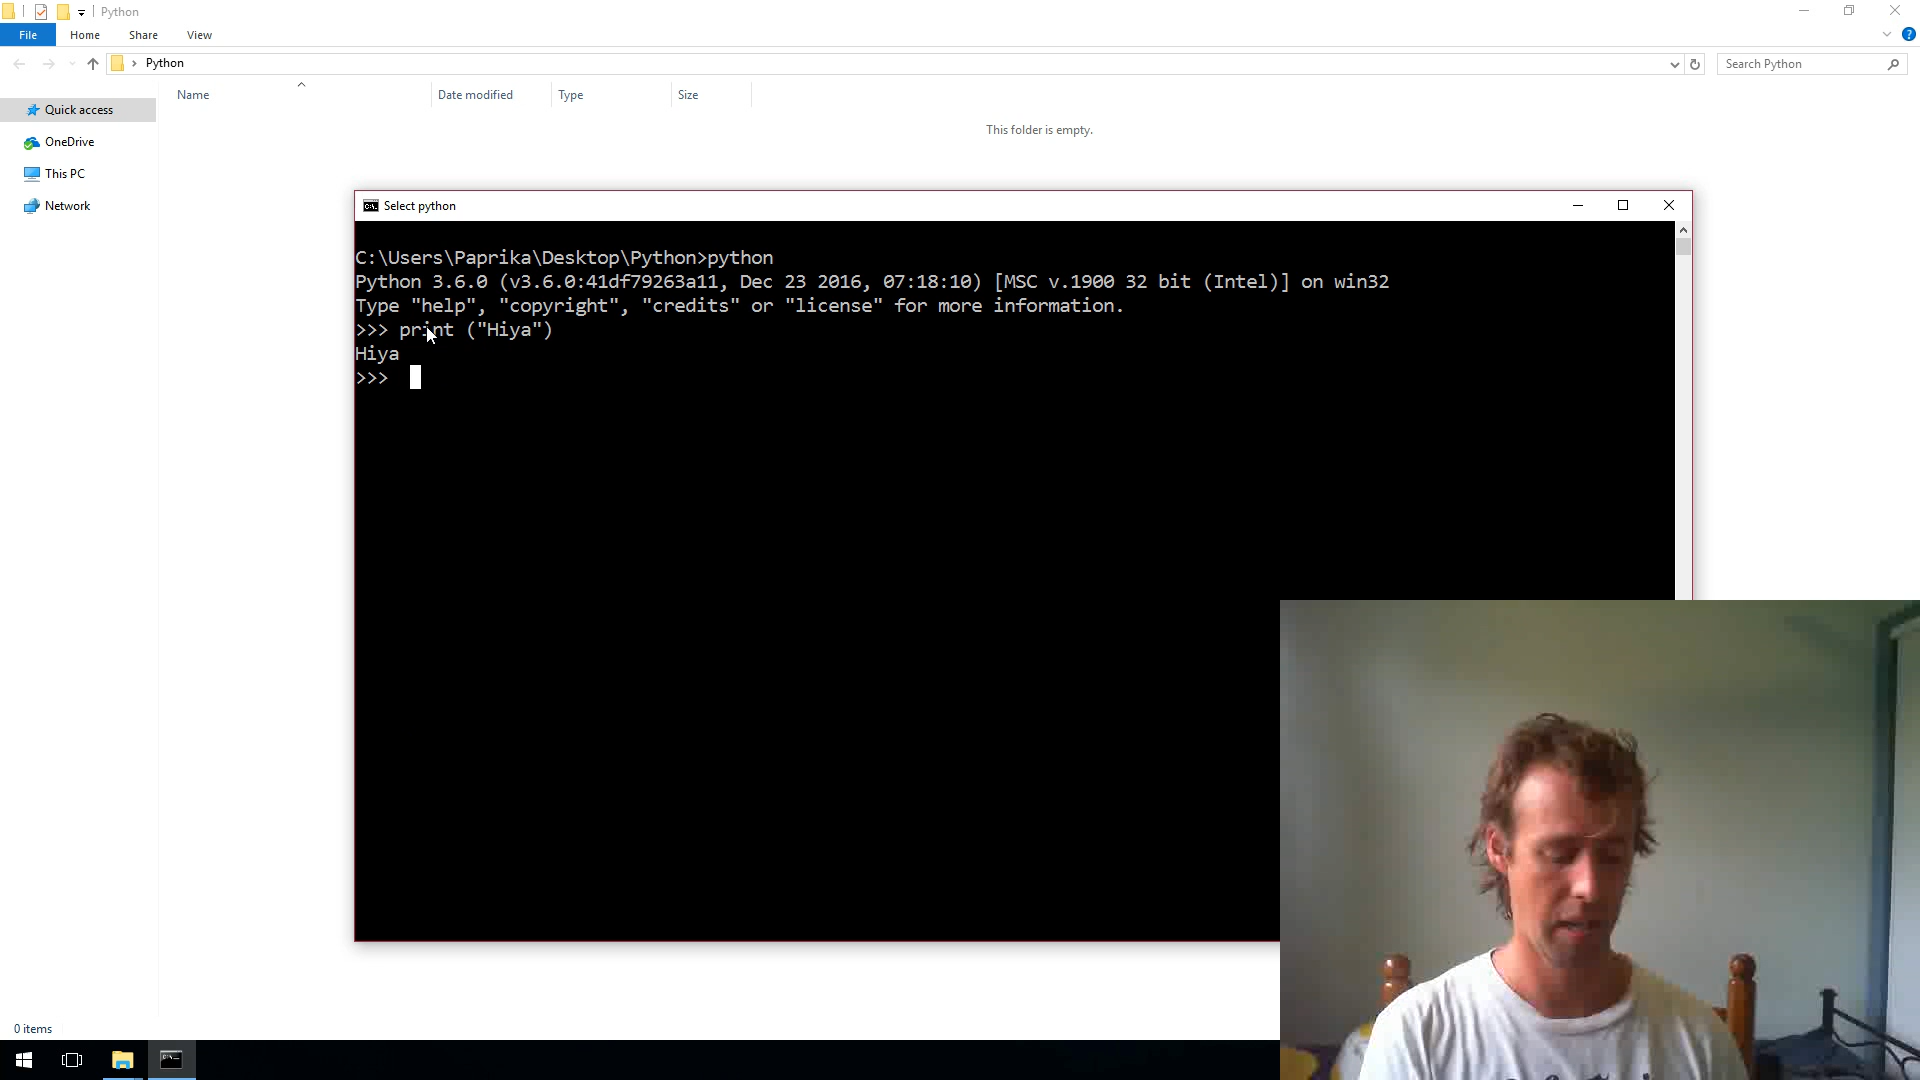 Python
File Home Share View
Python
Search Python
Name Date modified Type Size
Quick access
This folder is empty.
OneDrive
This PC
Network
Select python
C:\Users\Paprika\Desktop\Python>python
Python 3.6.0 (v3.6.0:41df79263a11, Dec 23 2016, 07:18:10) [MSC v.1900 32 bit (Intel)] on win32
Type "help", "copyright", "credits" or "license" for more information.
>>> print ("Hiya")
Hiya
>>>
0 items